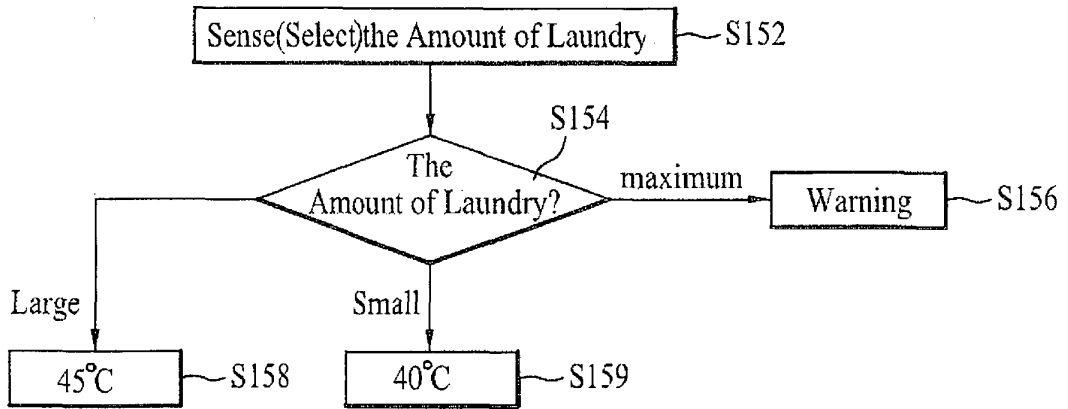 Sense(Select)the Amount of Laundry
S152
S154
The
Amount of Laundry?
maximum
Warning
S156
Large
Small
45°C
S158
40°C
S159